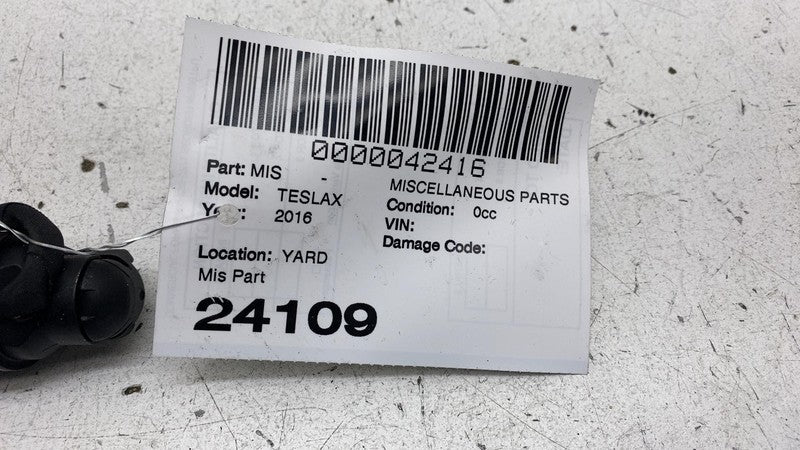 0000042416
Part: MIS - MISCELLANEOUS PARTS
Model: TESLAX Condition: 0cc
2016 VIN:
Damage Code:
Location: YARD
Mis Part
24109